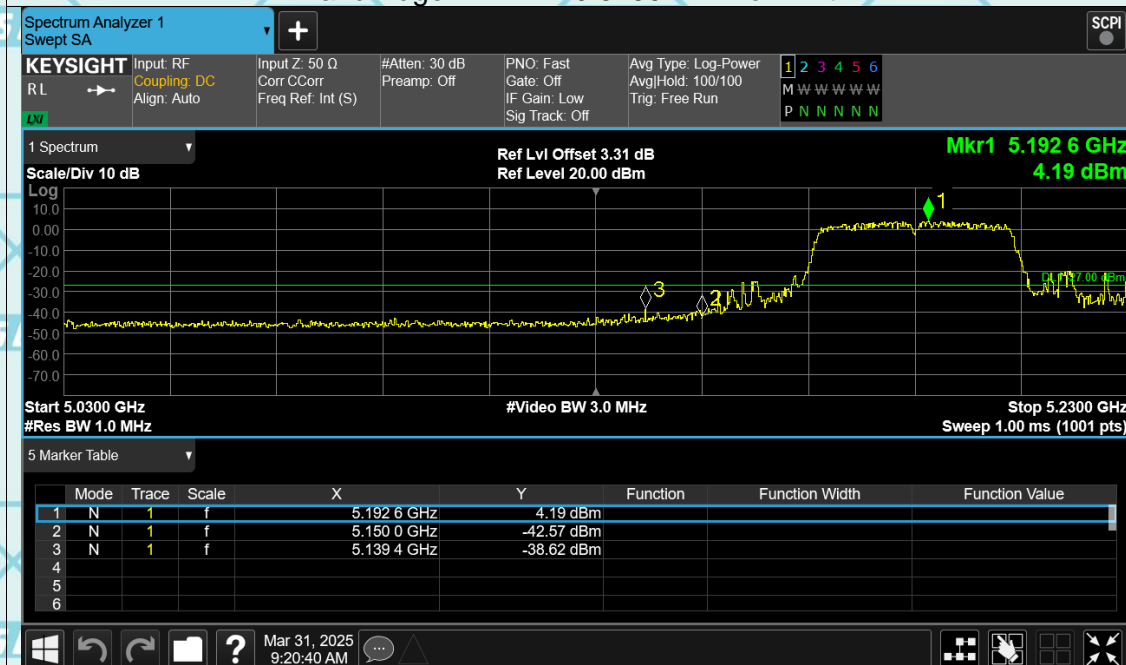 Spectrum Analyzer 1
Swept SA
+
SCPI
KEYSIGHT
RL
LXI
Input: RF
Coupling: DC
Align: Auto
Input Z: 50 Ω
Corr CCorr
Freq Ref: Int (S)
#Atten: 30 dB
Preamp: Off
PNO: Fast
Gate: Off
IF Gain: Low
Sig Track: Off
Avg Type: Log-Power
Avg|Hold: 100/100
Trig: Free Run
1 2 3 4 5 6
M W W W W W
P N N N N N
1 Spectrum
Scale/Div 10 dB
Ref Lvl Offset 3.31 dB
Ref Level 20.00 dBm
Mkr1 5.192 6 GHz
4.19 dBm
Log
10.0
0.00
-10.0
-20.0
-30.0
-40.0
-50.0
-60.0
-70.0
1
3
2
Start 5.0300 GHz
#Res BW 1.0 MHz
#Video BW 3.0 MHz
Stop 5.2300 GHz
Sweep 1.00 ms (1001 pts)
5 Marker Table
Mode Trace Scale X Y Function Function Width Function Value
1 N 1 f 5.192 6 GHz 4.19 dBm
2 N 1 f 5.150 0 GHz -42.57 dBm
3 N 1 f 5.139 4 GHz -38.62 dBm
4
5
6
?
Mar 31, 2025
9:20:40 AM